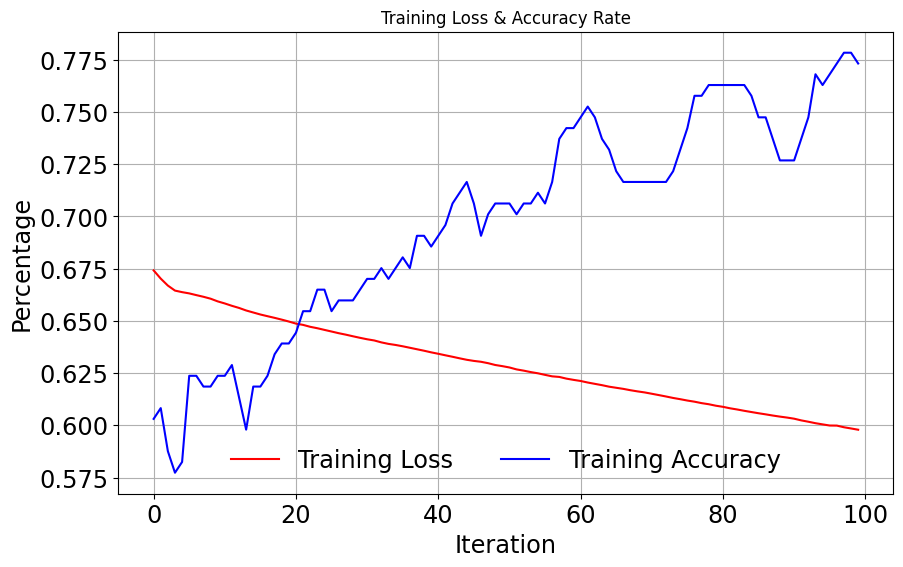 Training Loss & Accuracy Rate
Percentage
0.775
0.750
0.725
0.700
0.675
0.650
0.625
0.600
0.575
Training Loss Training Accuracy
0 20 40 60 80 100
Iteration